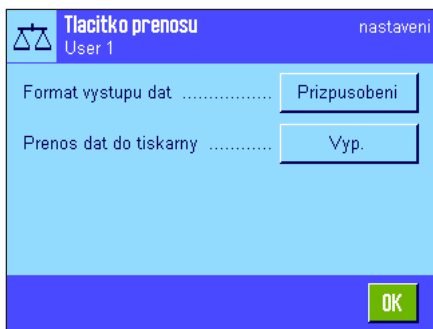 Tlacitko prenosu
nastaveni
User 1
Format vystupu dat ................ Prizpusobeni
Prenos dat do tiskarny ........... Vyp.
OK